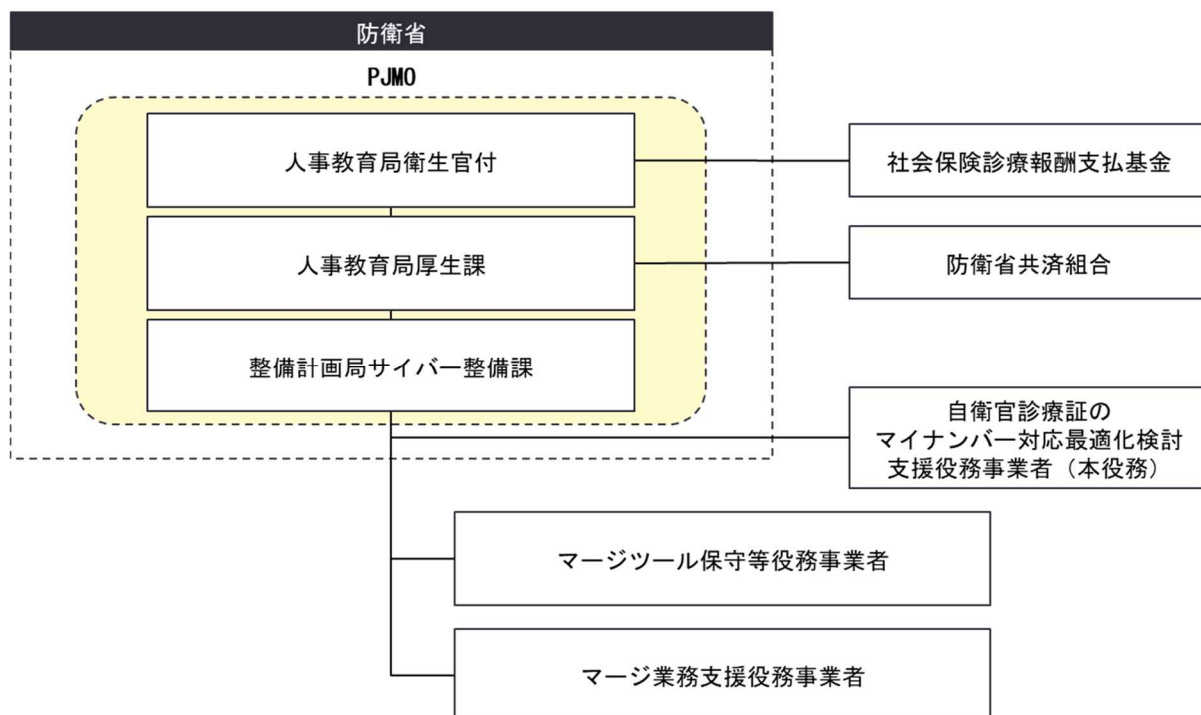 防衛省
PJMO
人事教育局衛生官付
社会保険診療報酬支払基金
人事教育局厚生課
防衛省共済組合
整備計画局サイバー整備課
自衛官診療証の
マイナンバー対応最適化検討
支援役務事業者（本役務）
マージツール保守等役務事業者
マージ業務支援役務事業者